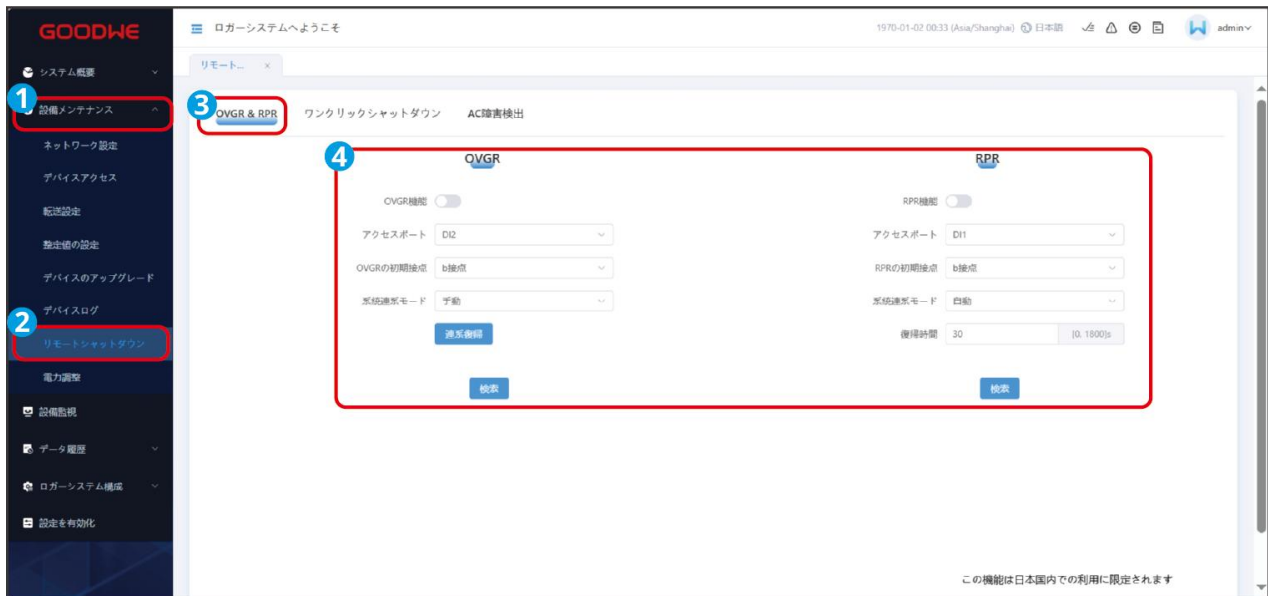 GOODWE
ロガーシステムへようこそ
1970-01-02 00:33 (Asia/Shanghai) 日本語
admin
システム概要
リモート... ×
1
設備メンテナンス
3
OVGR & RPR ワンクリックシャットダウン AC障害検出
ネットワーク設定
デバイスアクセス
転送設定
整定値の設定
デバイスのアップグレード
デバイスログ
2
リモートシャットダウン
電力調整
設備監視
データ履歴
ロガーシステム構成
設定を有効化
4
OVGR
OVGR機能
アクセスポート DI2
OVGRの初期接点 b接点
系統連系モード 手動
連系復帰
検索
RPR
RPR機能
アクセスポート DI1
RPRの初期接点 b接点
系統連系モード 自動
復帰時間 30 [0, 1800]s
検索
この機能は日本国内での利用に限定されます